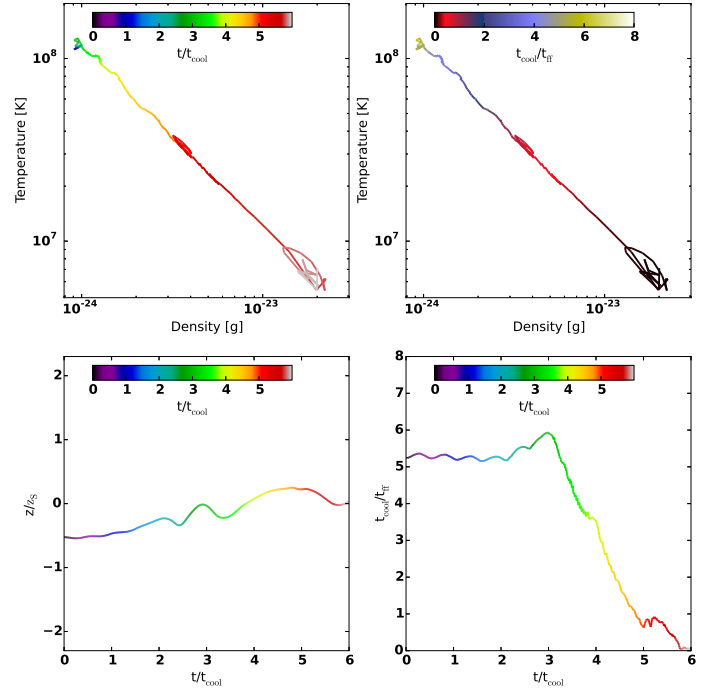 0 1 2 3 4 5
t/t_cool
10^8
10^7
Temperature [K]
10^-24 10^-23
Density [g]
0 2 4 6 8
t_cool/t_ff
10^8
10^7
Temperature [K]
10^-24 10^-23
Density [g]
0 1 2 3 4 5
t/t_cool
2
1
0
−1
−2
z/z_S
0 1 2 3 4 5 6
t/t_cool
0 1 2 3 4 5
t/t_cool
8
7
6
5
4
3
2
1
0
t_cool/t_ff
0 1 2 3 4 5 6
t/t_cool